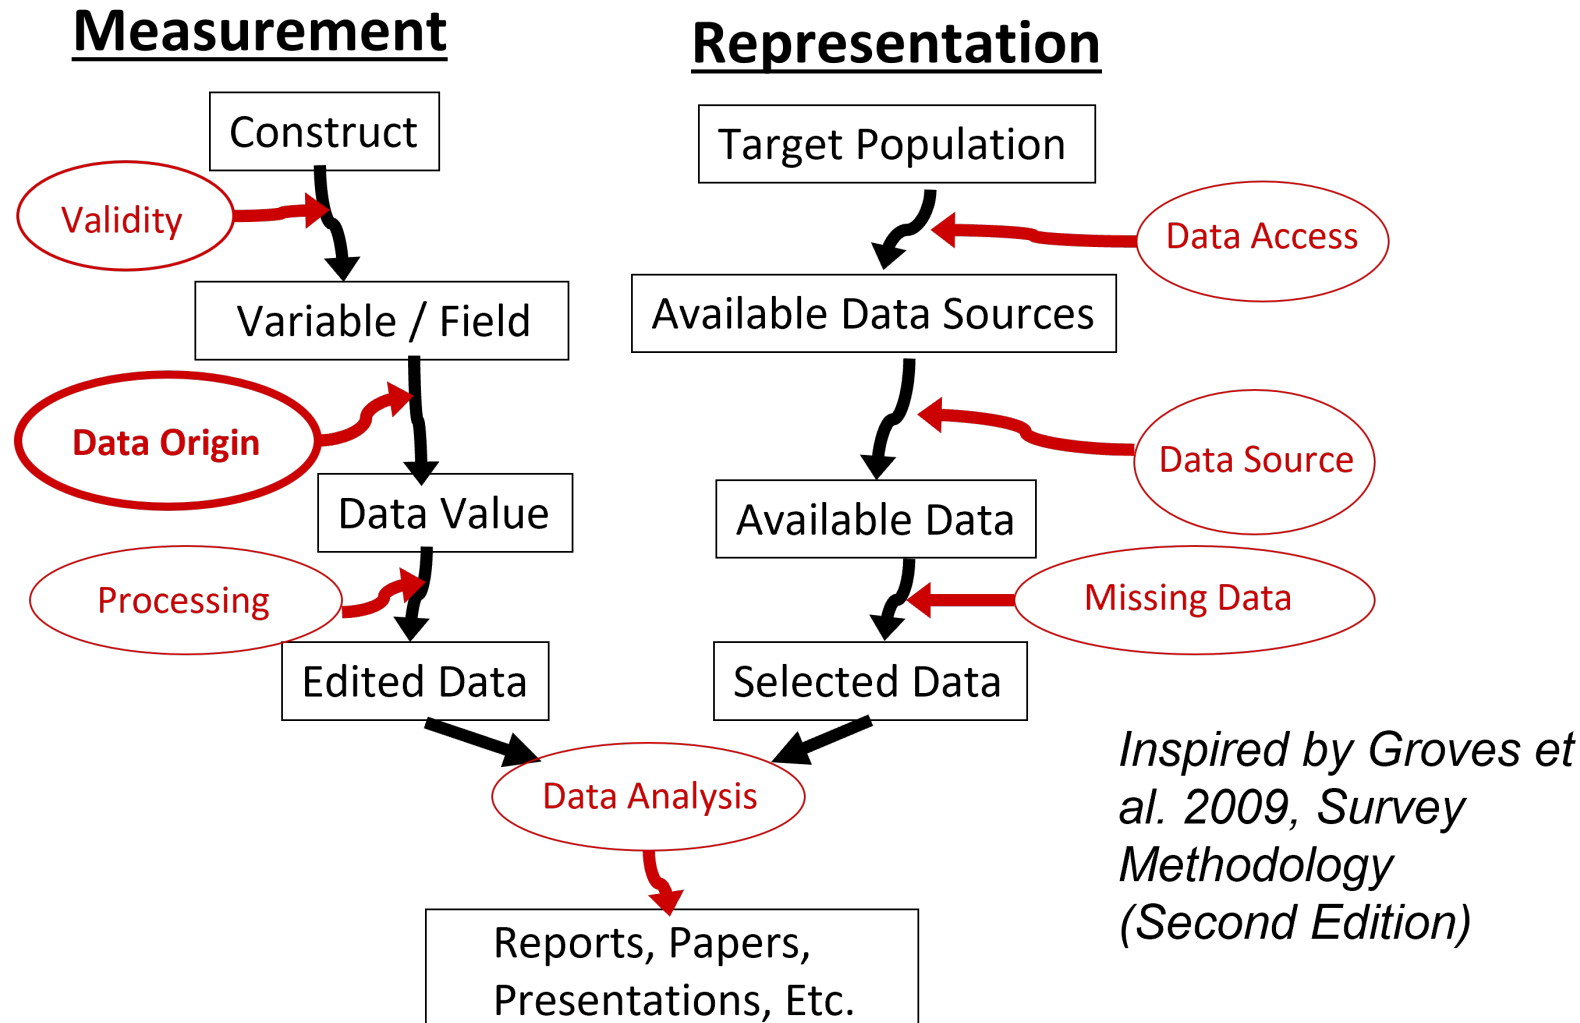 Measurement
Construct
Validity
Variable / Field
Data Origin
Data Value
Processing
Edited Data
Representation
Target Population
Data Access
Available Data Sources
Data Source
Available Data
Missing Data
Selected Data
Data Analysis
Reports, Papers,
Presentations, Etc.
Inspired by Groves et
al. 2009, Survey
Methodology
(Second Edition)